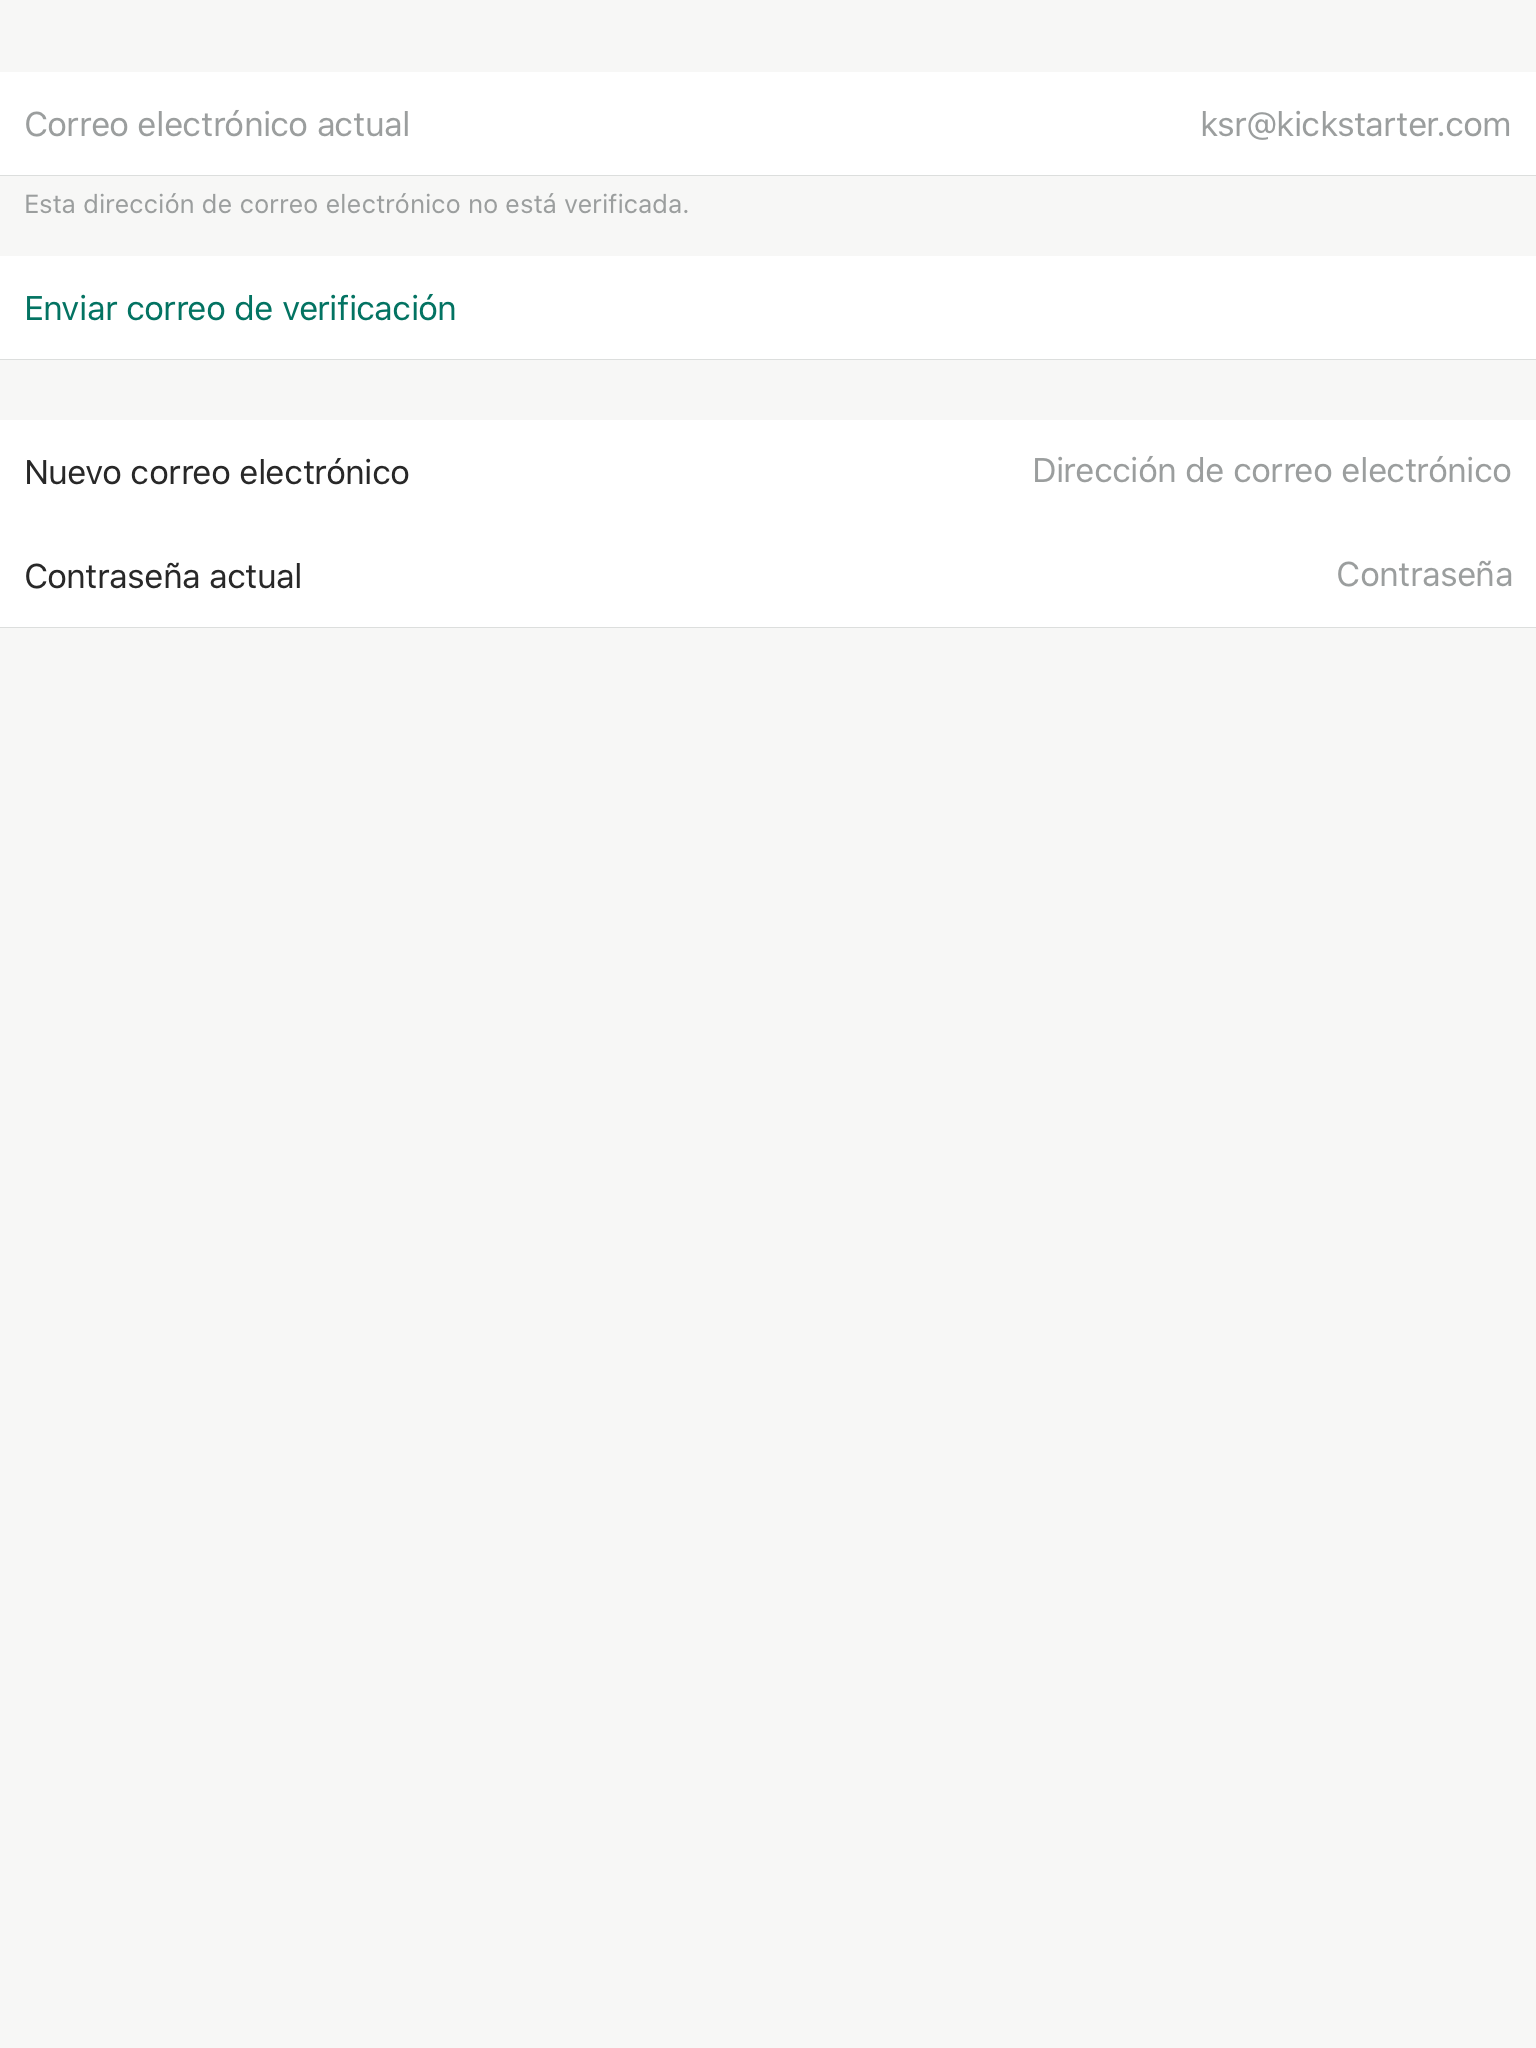 Correo electrónico actual ksr@kickstarter.com
Esta dirección de correo electrónico no está verificada.
Enviar correo de verificación
Nuevo correo electrónico Dirección de correo electrónico
Contraseña actual Contraseña